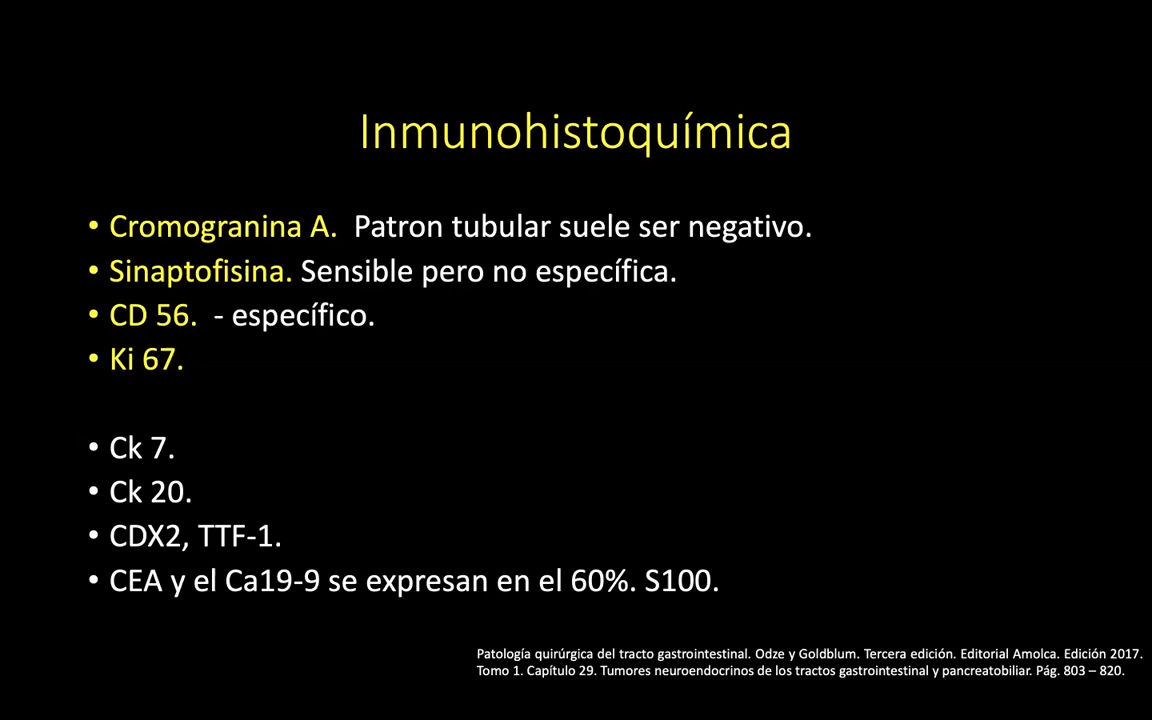 Inmunohistoquímica
• Cromogranina A. Patron tubular suele ser negativo.
• Sinaptofisina. Sensible pero no específica.
• CD 56. - específico.
• Ki 67.
• Ck 7.
• Ck 20.
• CDX2, TTF-1.
• CEA y el Ca19-9 se expresan en el 60%. S100.
Patología quirúrgica del tracto gastrointestinal. Odze y Goldblum. Tercera edición. Editorial Amolca. Edición 2017.
Tomo 1. Capítulo 29. Tumores neuroendocrinos de los tractos gastrointestinal y pancreatobiliar. Pág. 803 – 820.